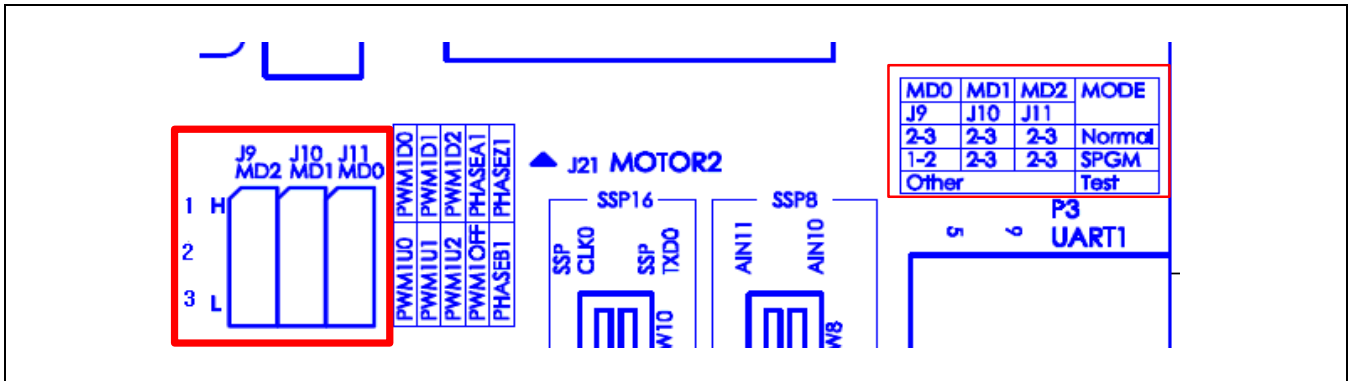 J9 J10 J11
MD2 MD1 MD0
1 H
2
3 L
PWM1D0
PWM1D1
PWM1D2
PHASEA1
PHASEZ1
PWM1U0
PWM1U1
PWM1U2
PWM1OFF
PHASEB1
J21 MOTOR2
SSP16
SSP
CLK0
SSP
TXD0
W10
SSP8
AIN11
AIN10
W8
MD0 MD1 MD2 MODE
J9 J10 J11
2-3 2-3 2-3 Normal
1-2 2-3 2-3 SPGM
Other Test
P3
UART1
5 9